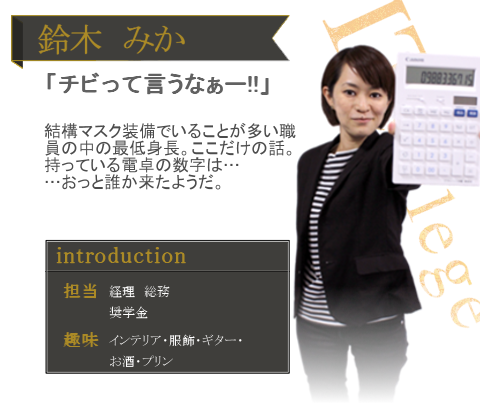 鈴木 みか
「チビって言うなぁー!!」
結構マスク装備でいることが多い職
員の中の最低身長。ここだけの話。
持っている電卓の数字は…
…おっと誰か来たようだ。
introduction
担当 経理 総務
奨学金
趣味 インテリア・服飾・ギター・
お酒・プリン
Canon
lege